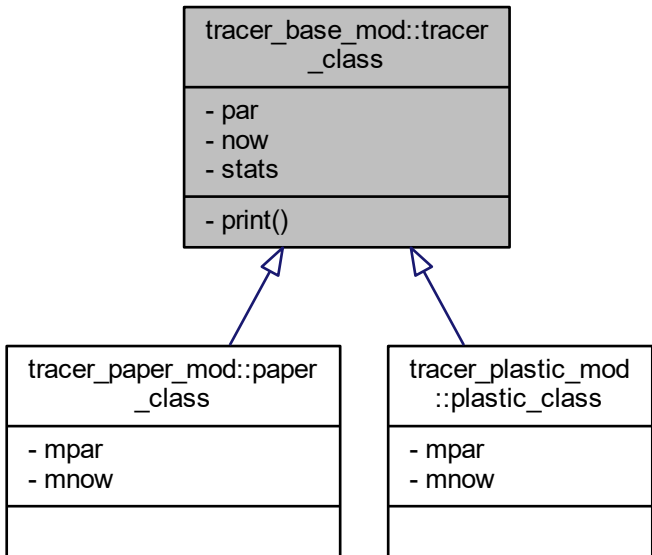 tracer_base_mod::tracer
_class
- par
- now
- stats
- print()
tracer_paper_mod::paper
_class
- mpar
- mnow
tracer_plastic_mod
::plastic_class
- mpar
- mnow